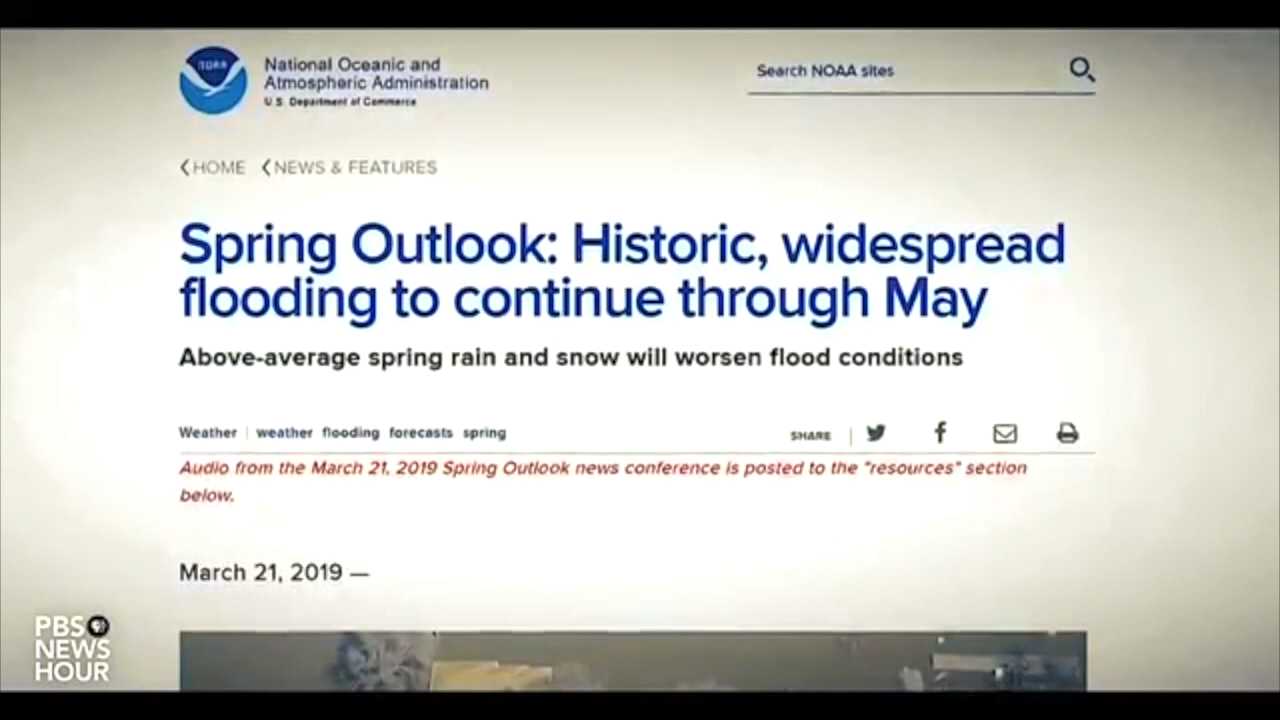 NOAA
National Oceanic and
Atmospheric Administration
U.S. Department of Commerce
Search NOAA sites
HOME NEWS & FEATURES
Spring Outlook: Historic, widespread
flooding to continue through May
Above-average spring rain and snow will worsen flood conditions
Weather | weather flooding forecasts spring
SHARE
Audio from the March 21, 2019 Spring Outlook news conference is posted to the "resources" section
below.
March 21, 2019 —
PBS
NEWS
HOUR